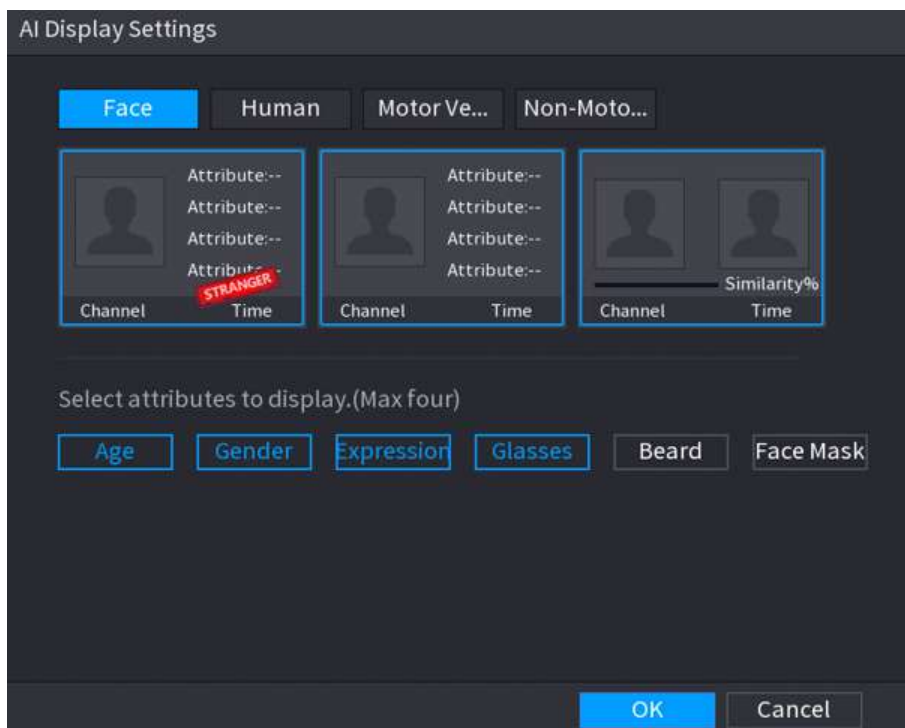 AI Display Settings
Face Human Motor Ve... Non-Moto...
Attribute:--
Attribute:--
Attribute:--
Attribute:--
STRANGER
Channel Time
Attribute:--
Attribute:--
Attribute:--
Attribute:--
Channel Time
Similarity%
Channel Time
Select attributes to display.(Max four)
Age Gender Expression Glasses Beard Face Mask
OK Cancel